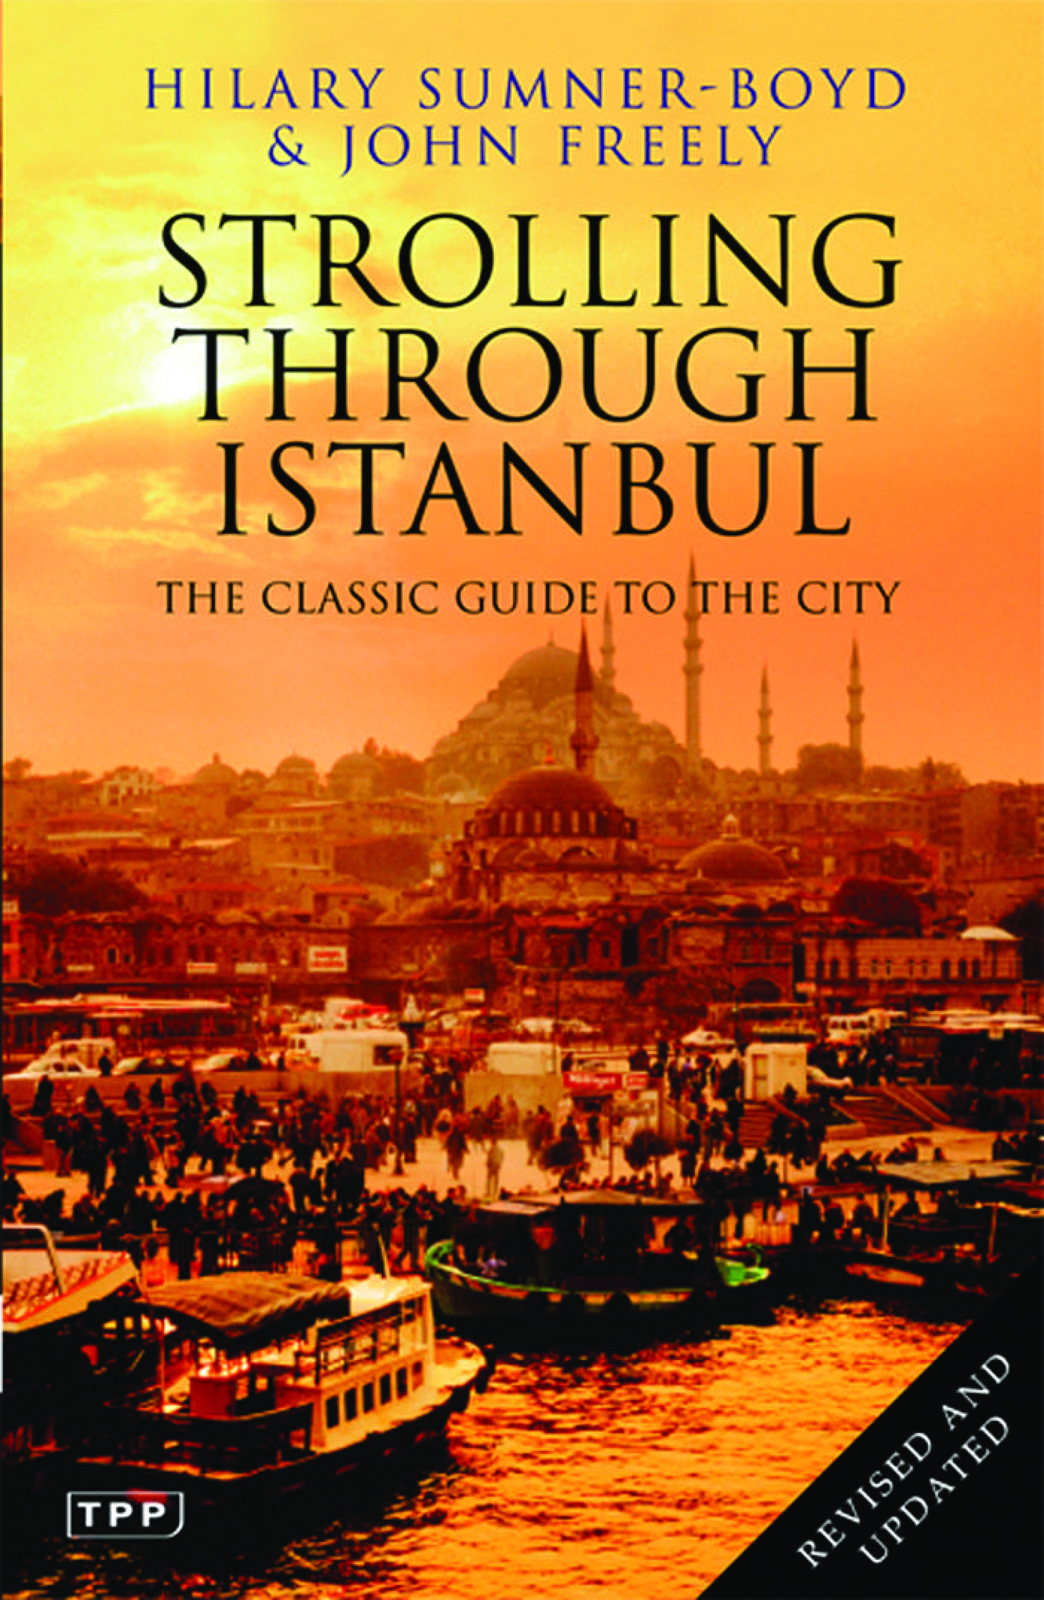 HILARY SUMNER-BOYD
& JOHN FREELY
STROLLING
THROUGH
ISTANBUL
THE CLASSIC GUIDE TO THE CITY
REVISED AND
UPDATED
TPP